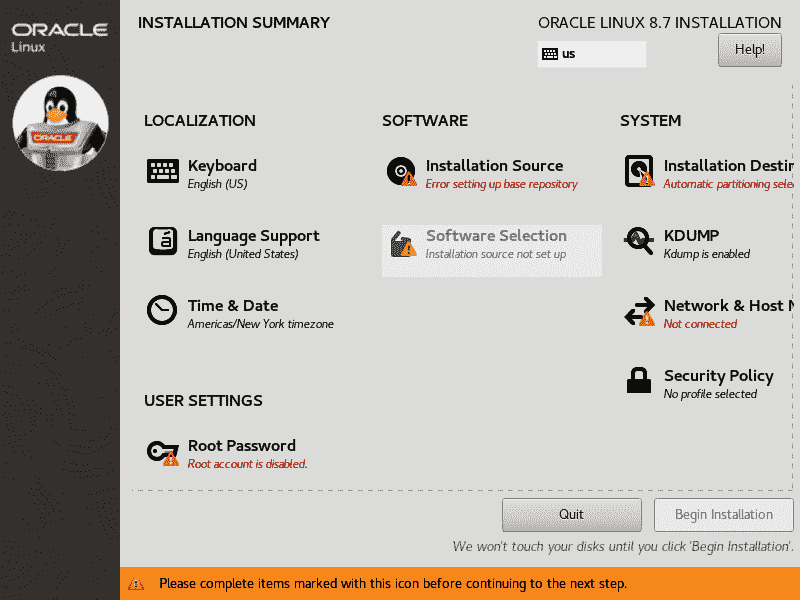 ORACLE
Linux
ORACLE
INSTALLATION SUMMARY
ORACLE LINUX 8.7 INSTALLATION
us
Help!
LOCALIZATION
Keyboard
English (US)
Language Support
English (United States)
Time & Date
Americas/New York timezone
USER SETTINGS
Root Password
Root account is disabled.
SOFTWARE
Installation Source
Error setting up base repository
Software Selection
Installation source not set up
SYSTEM
Installation Destin
Automatic partitioning sele
KDUMP
Kdump is enabled
Network & Host N
Not connected
Security Policy
No profile selected
Quit
Begin Installation
We won't touch your disks until you click 'Begin Installation'.
Please complete items marked with this icon before continuing to the next step.